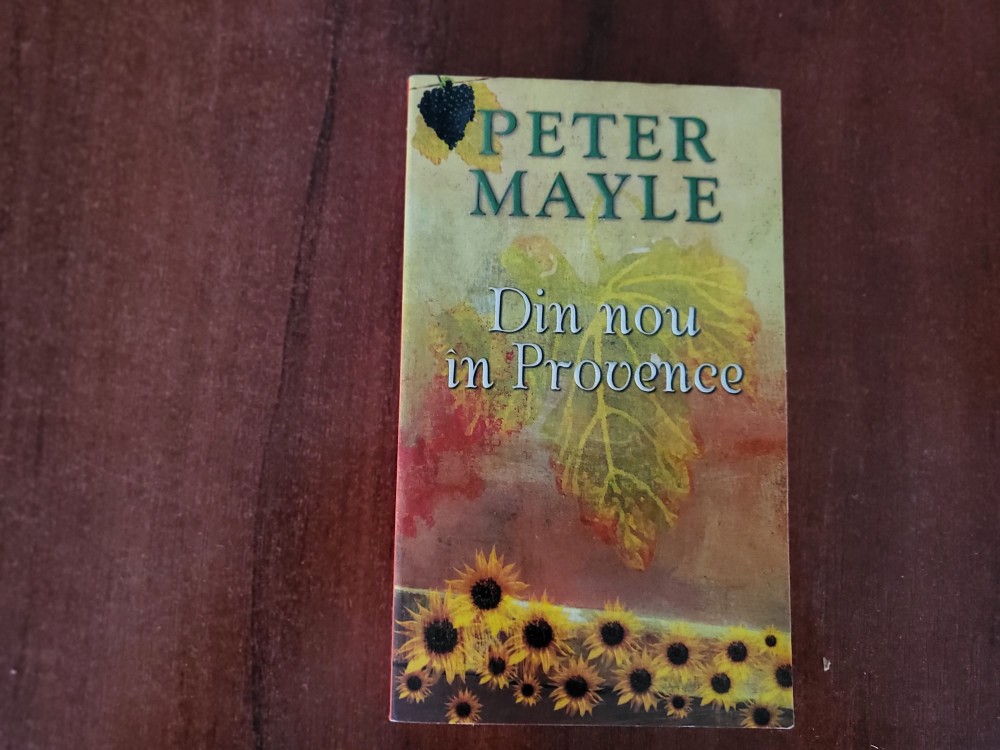 PETER
MAYLE
Din nou
în Provence